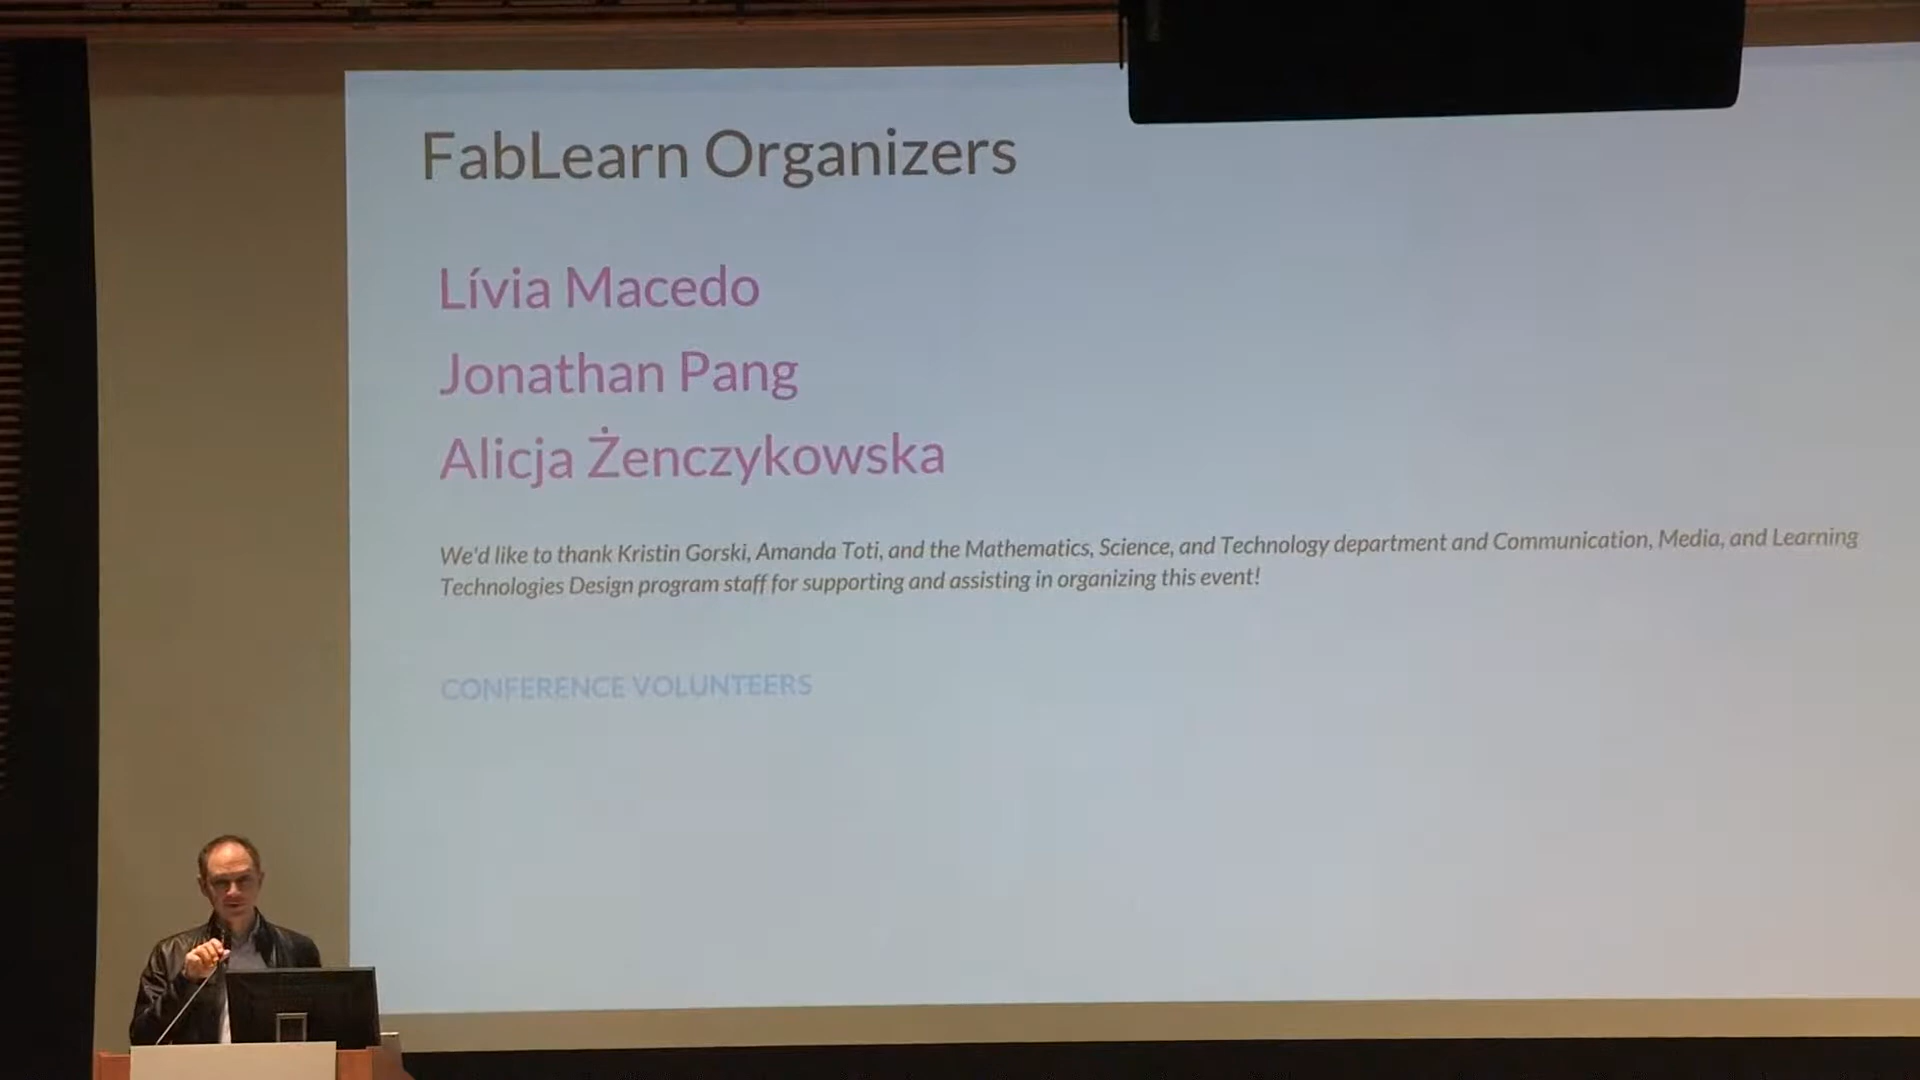 FabLearn Organizers
Lívia Macedo
Jonathan Pang
Alicja Żenczykowska
We'd like to thank Kristin Gorski, Amanda Toti, and the Mathematics, Science, and Technology department and Communication, Media, and Learning
Technologies Design program staff for supporting and assisting in organizing this event!
CONFERENCE VOLUNTEERS